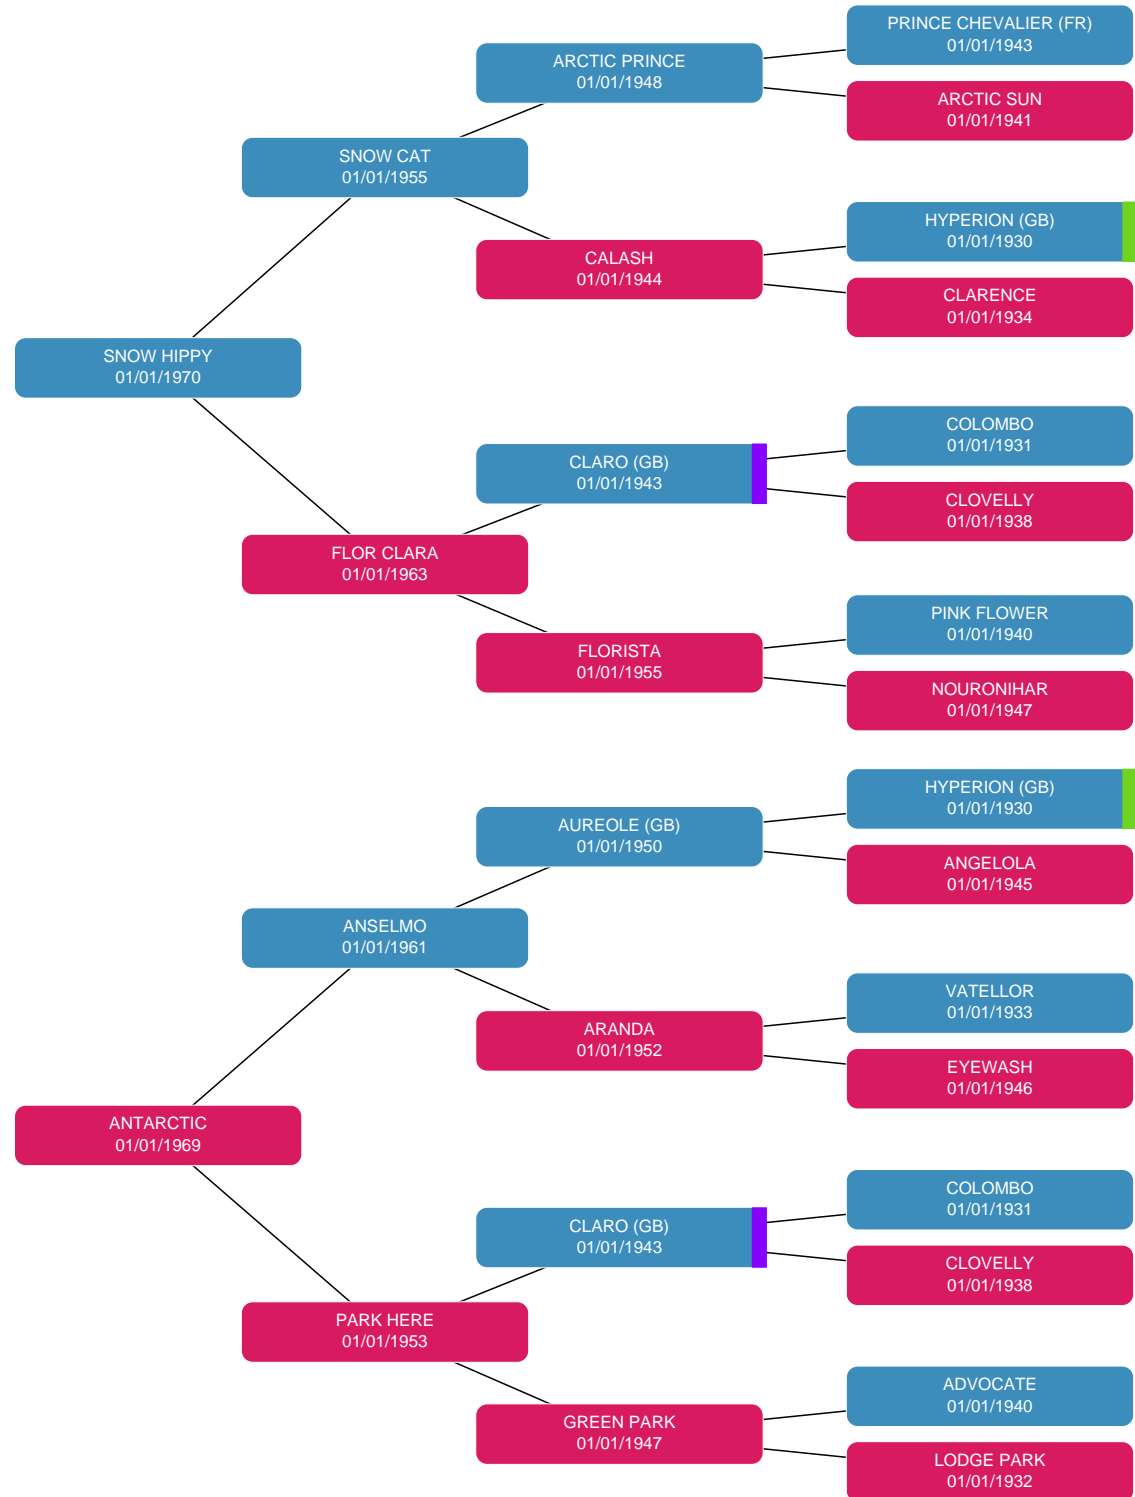 PRINCE CHEVALIER (FR)
01/01/1943
ARCTIC PRINCE
01/01/1948
ARCTIC SUN
01/01/1941
SNOW CAT
01/01/1955
HYPERION (GB)
01/01/1930
CALASH
01/01/1944
CLARENCE
01/01/1934
SNOW HIPPY
01/01/1970
COLOMBO
01/01/1931
CLARO (GB)
01/01/1943
CLOVELLY
01/01/1938
FLOR CLARA
01/01/1963
PINK FLOWER
01/01/1940
FLORISTA
01/01/1955
NOURONIHAR
01/01/1947
HYPERION (GB)
01/01/1930
AUREOLE (GB)
01/01/1950
ANGELOLA
01/01/1945
ANSELMO
01/01/1961
VATELLOR
01/01/1933
ARANDA
01/01/1952
EYEWASH
01/01/1946
ANTARCTIC
01/01/1969
COLOMBO
01/01/1931
CLARO (GB)
01/01/1943
CLOVELLY
01/01/1938
PARK HERE
01/01/1953
ADVOCATE
01/01/1940
GREEN PARK
01/01/1947
LODGE PARK
01/01/1932